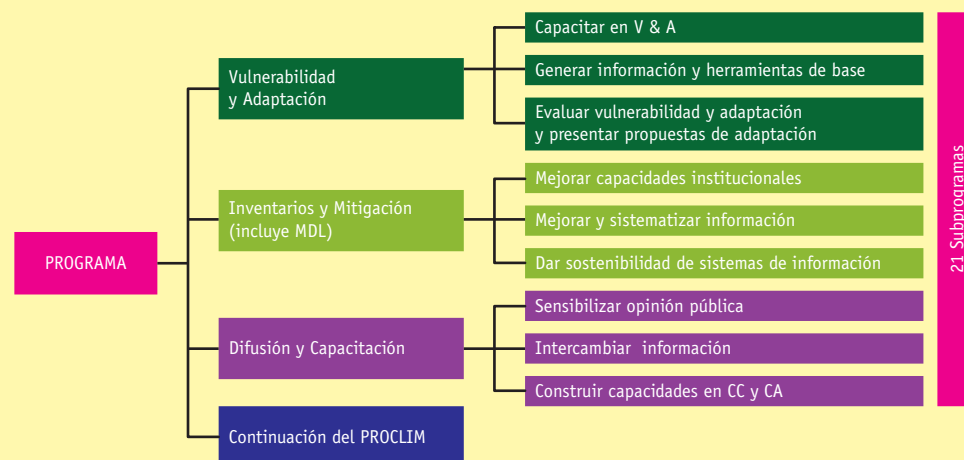 PROGRAMA
Vulnerabilidad
y Adaptación
Capacitar en V & A
Generar información y herramientas de base
Evaluar vulnerabilidad y adaptación
y presentar propuestas de adaptación
Inventarios y Mitigación
(incluye MDL)
Mejorar capacidades institucionales
Mejorar y sistematizar información
Dar sostenibilidad de sistemas de información
Difusión y Capacitación
Sensibilizar opinión pública
Intercambiar información
Construir capacidades en CC y CA
Continuación del PROCLIM
21 Subprogramas